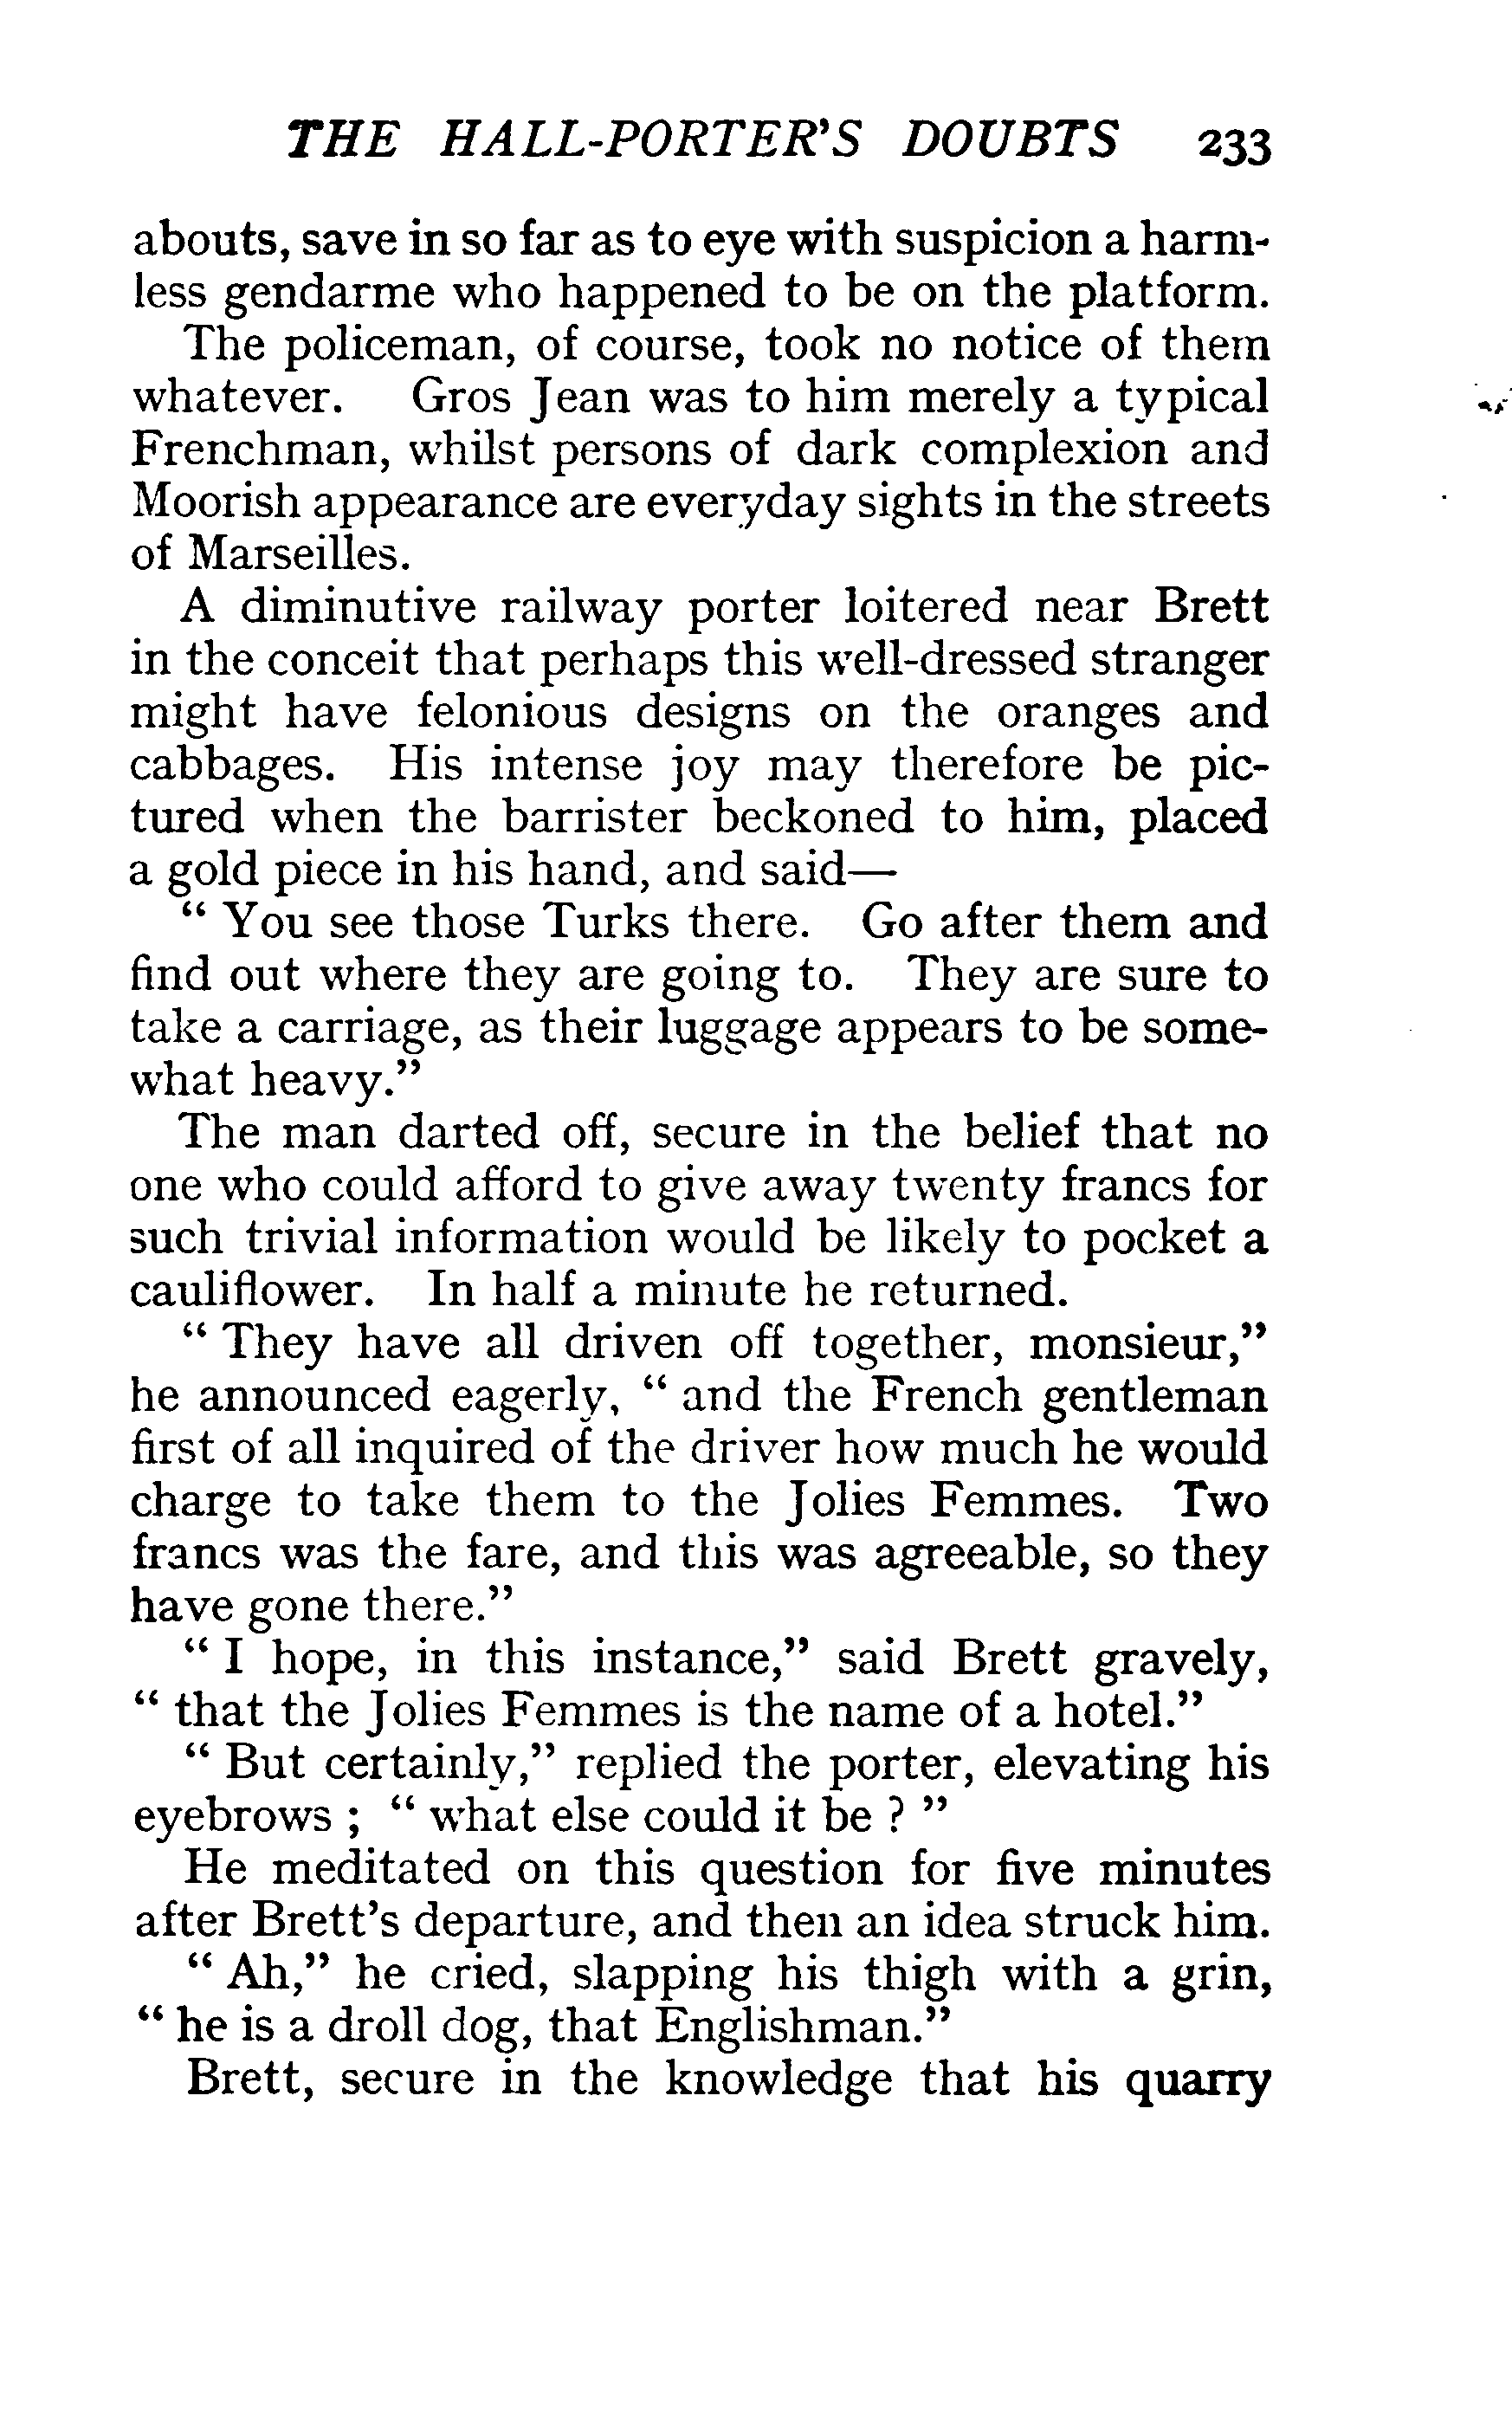 THE HALL-PORTER'S DOUBTS 233
abouts, save in so far as to eye with suspicion a harm-
less gendarme who happened to be on the platform.
The policeman, of course, took no notice of them
whatever. Gros Jean was to him merely a typical
Frenchman, whilst persons of dark complexion and
Moorish appearance are everyday sights in the streets
of Marseilles.
A diminutive railway porter loitered near Brett
in the conceit that perhaps this well-dressed stranger
might have felonious designs on the oranges and
cabbages. His intense joy may therefore be pic-
tured when the barrister beckoned to him, placed
a gold piece in his hand, and said—
“ You see those Turks there. Go after them and
find out where they are going to. They are sure to
take a carriage, as their luggage appears to be some-
what heavy.”
The man darted off, secure in the belief that no
one who could afford to give away twenty francs for
such trivial information would be likely to pocket a
cauliflower. In half a minute he returned.
“ They have all driven off together, monsieur,”
he announced eagerly, “ and the French gentleman
first of all inquired of the driver how much he would
charge to take them to the Jolies Femmes. Two
francs was the fare, and this was agreeable, so they
have gone there.”
“ I hope, in this instance,” said Brett gravely,
“ that the Jolies Femmes is the name of a hotel.”
“ But certainly,” replied the porter, elevating his
eyebrows ; “ what else could it be ? ”
He meditated on this question for five minutes
after Brett’s departure, and then an idea struck him.
“ Ah,” he cried, slapping his thigh with a grin,
“ he is a droll dog, that Englishman.”
Brett, secure in the knowledge that his quarry